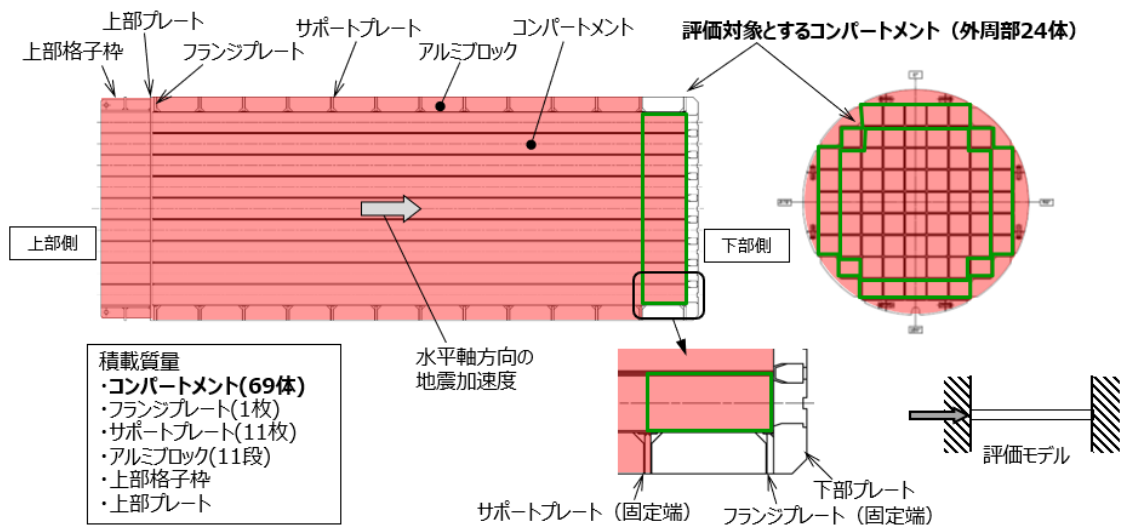 上部プレート
サポートプレート
コンパートメント
評価対象とするコンパートメント（外周部24体）
上部格子枠
フランジプレート
アルミブロック
上部側
下部側
水平軸方向の
地震加速度
積載質量
・コンパートメント(69体)
・フランジプレート(1枚)
・サポートプレート(11枚)
・アルミブロック(11段)
・上部格子枠
・上部プレート
評価モデル
下部プレート
サポートプレート（固定端）
フランジプレート（固定端）